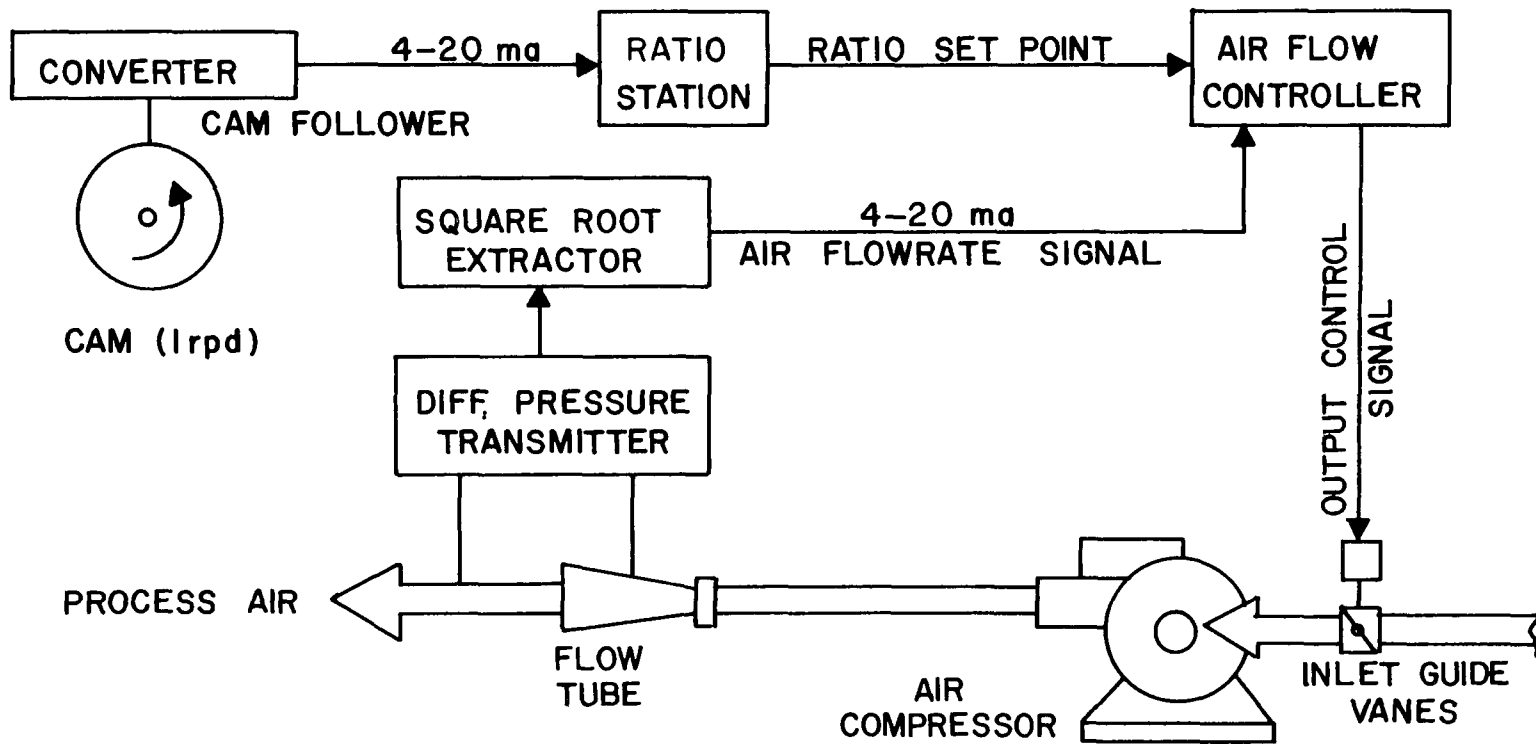 CONVERTER
4-20 ma
RATIO
STATION
RATIO SET POINT
AIR FLOW
CONTROLLER
CAM FOLLOWER
CAM (1rpd)
SQUARE ROOT
EXTRACTOR
4-20 ma
AIR FLOWRATE SIGNAL
OUTPUT CONTROL
SIGNAL
DIFF. PRESSURE
TRANSMITTER
PROCESS AIR
FLOW
TUBE
AIR
COMPRESSOR
INLET GUIDE
VANES